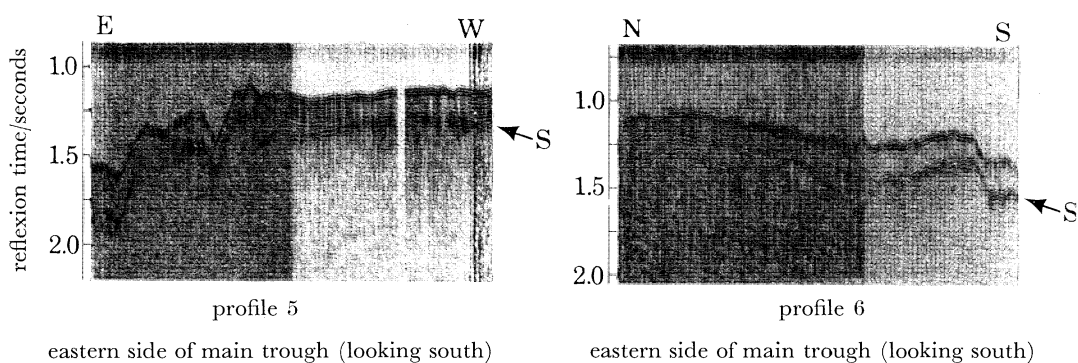 E W
1.0
1.5
2.0
reflexion time/seconds
S
profile 5
eastern side of main trough (looking south)
N S
1.0
1.5
2.0
S
profile 6
eastern side of main trough (looking south)